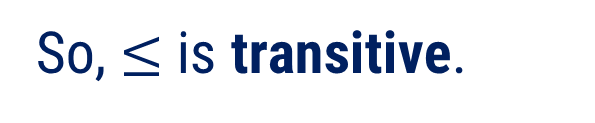 So, ≤ is transitive.